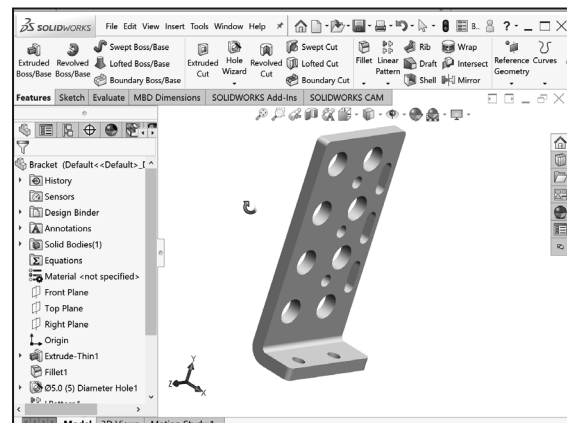 SOLIDWORKS File Edit View Insert Tools Window Help B.. ? -
Extruded Boss/Base
Revolved Boss/Base
Swept Boss/Base
Lofted Boss/Base
Boundary Boss/Base
Extruded Cut
Hole Wizard
Revolved Cut
Swept Cut
Lofted Cut
Boundary Cut
Fillet
Linear Pattern
Rib
Draft
Shell
Wrap
Intersect
Mirror
Reference Geometry
Curves
Features Sketch Evaluate MBD Dimensions SOLIDWORKS Add-Ins SOLIDWORKS CAM
Bracket (Default<<Default>_
History
Sensors
Design Binder
Annotations
Solid Bodies(1)
Equations
Material <not specified>
Front Plane
Top Plane
Right Plane
Origin
Extrude-Thin1
Fillet1
Ø5.0 (5) Diameter Hole1
Y
Z
X
Model 3D Views Motion Study 1